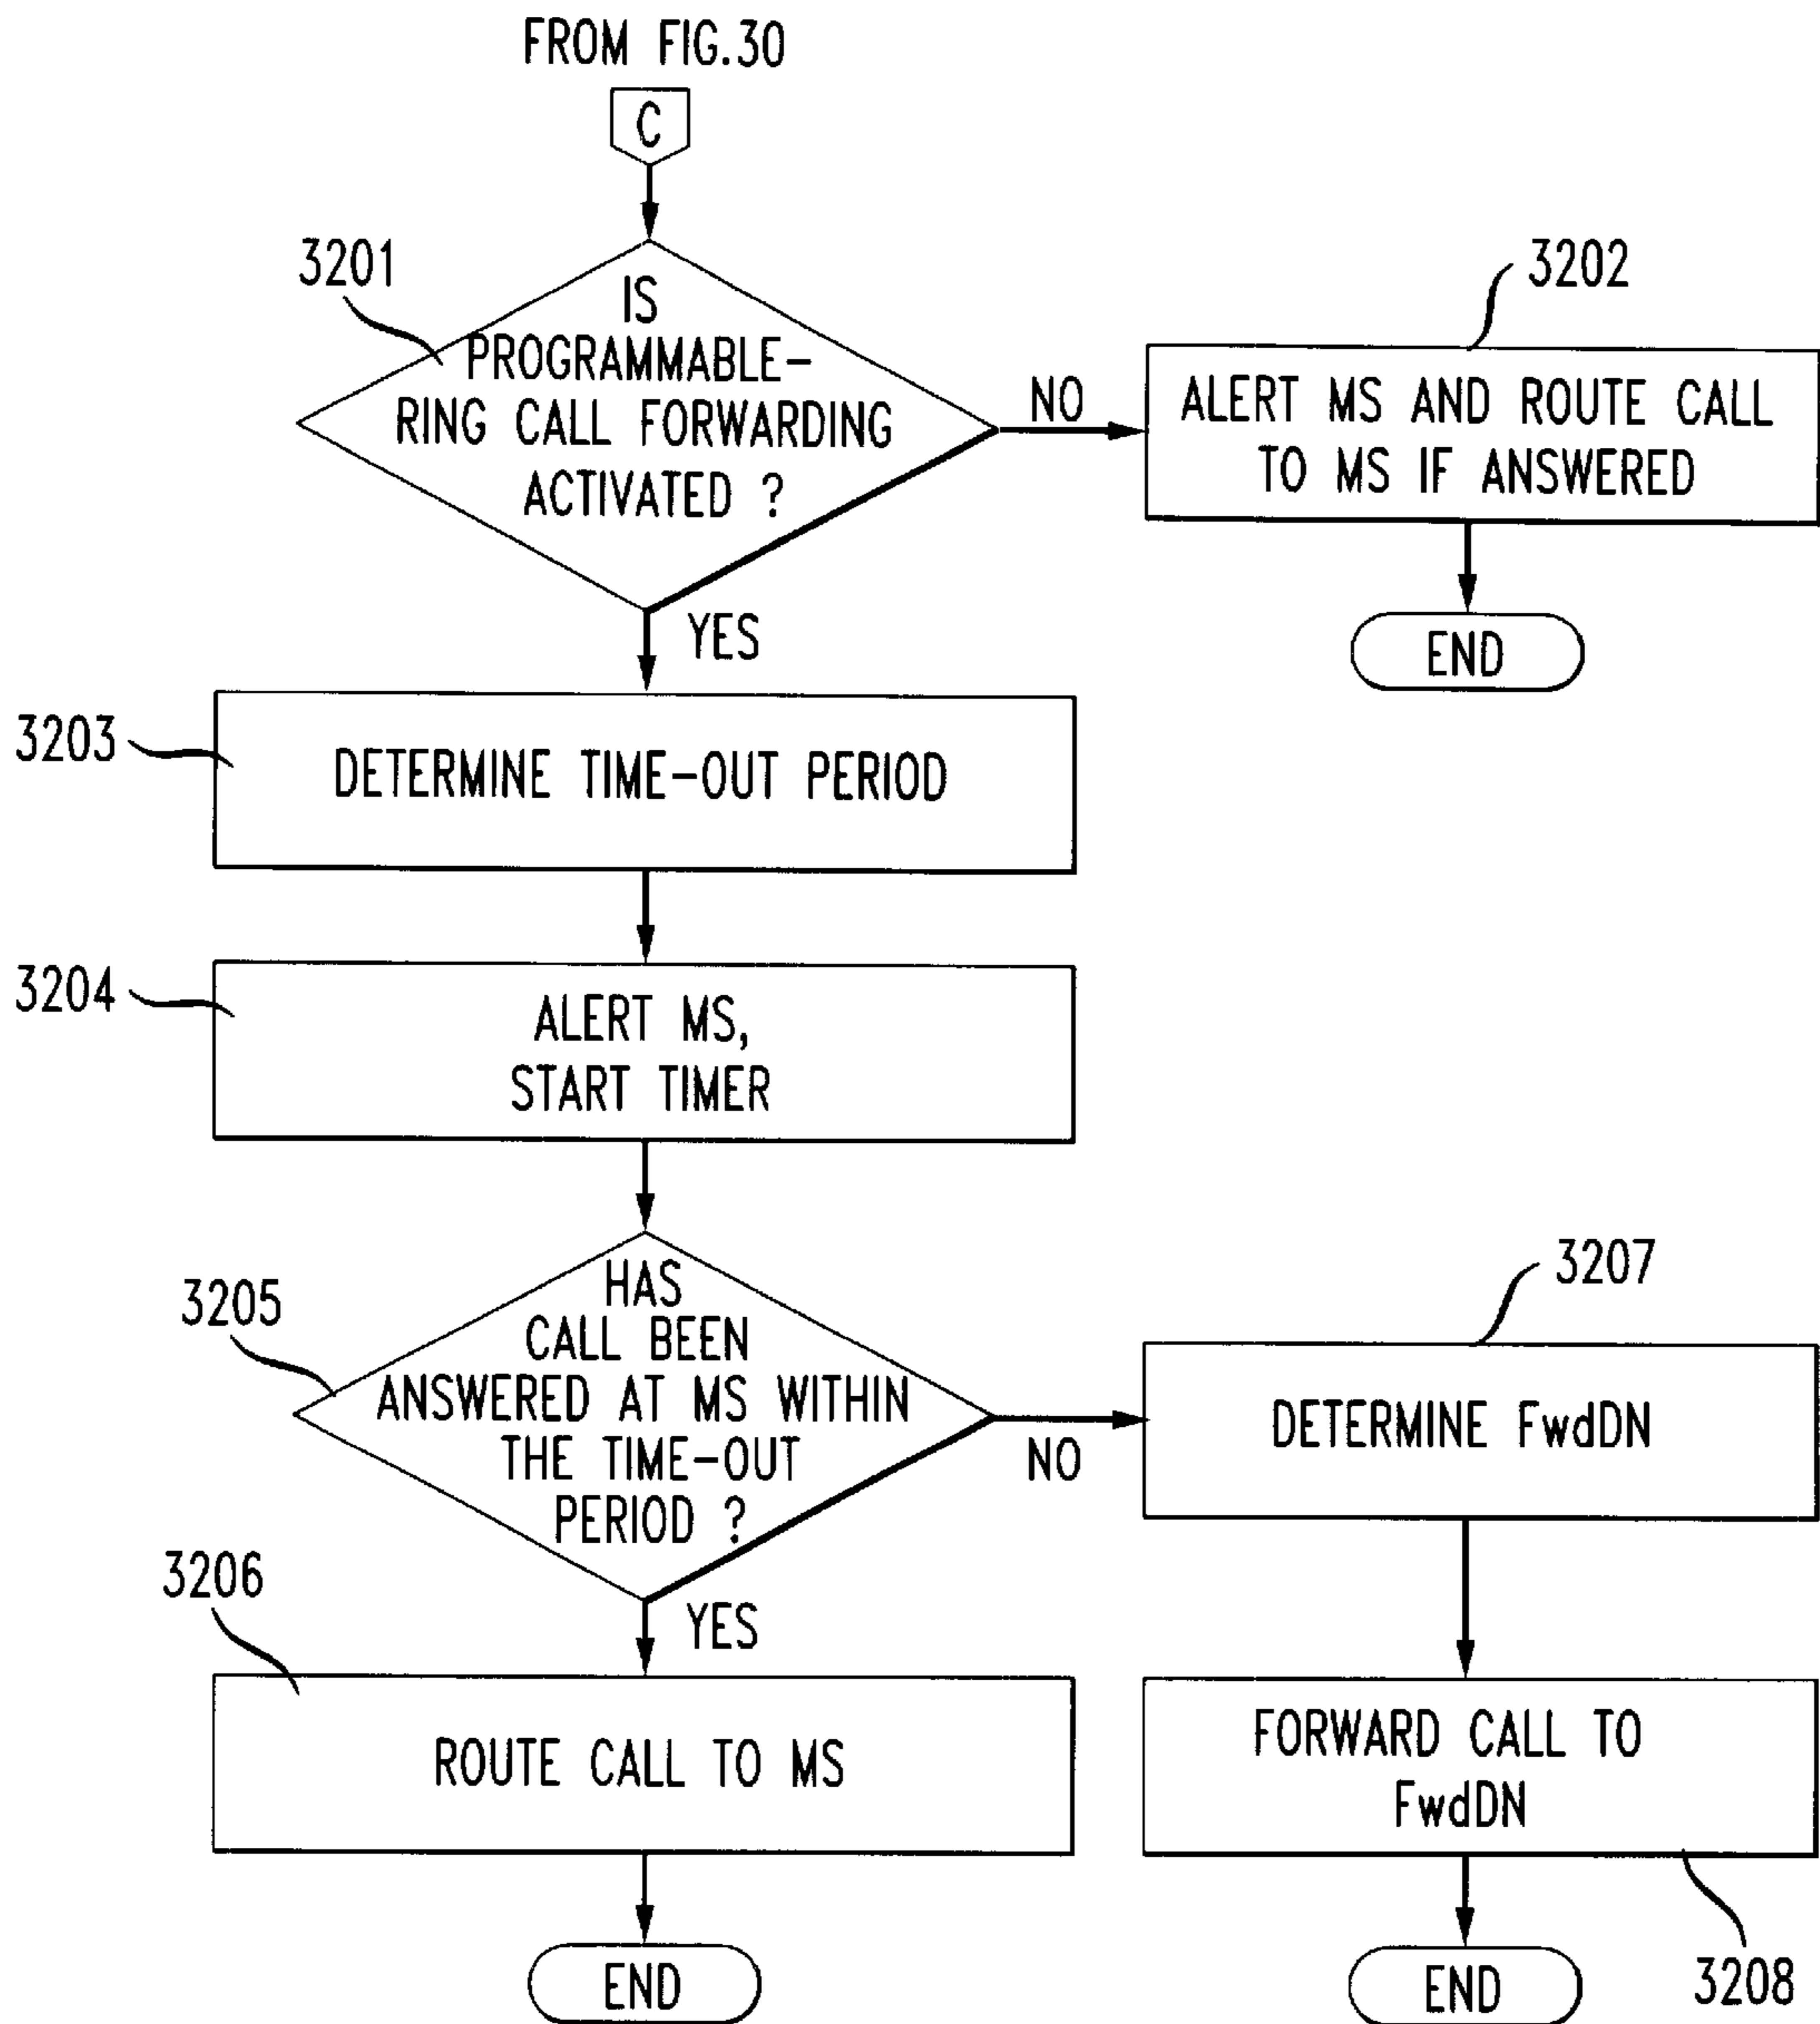 FROM FIG.30
C
3201
IS
PROGRAMMABLE-
RING CALL FORWARDING
ACTIVATED ?
NO
3202
ALERT MS AND ROUTE CALL
TO MS IF ANSWERED
END
YES
3203
DETERMINE TIME-OUT PERIOD
3204
ALERT MS,
START TIMER
3205
HAS
CALL BEEN
ANSWERED AT MS WITHIN
THE TIME-OUT
PERIOD ?
NO
3207
DETERMINE FwdDN
YES
3206
ROUTE CALL TO MS
END
FORWARD CALL TO
FwdDN
3208
END